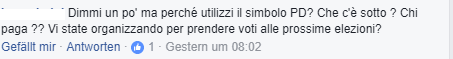 Dimmi un po' ma perché utilizzi il simbolo PD? Che c'è sotto ? Chi
paga ?? Vi state organizzando per prendere voti alle prossime elezioni?
Gefällt mir · Antworten · 1 · Gestern um 08:02